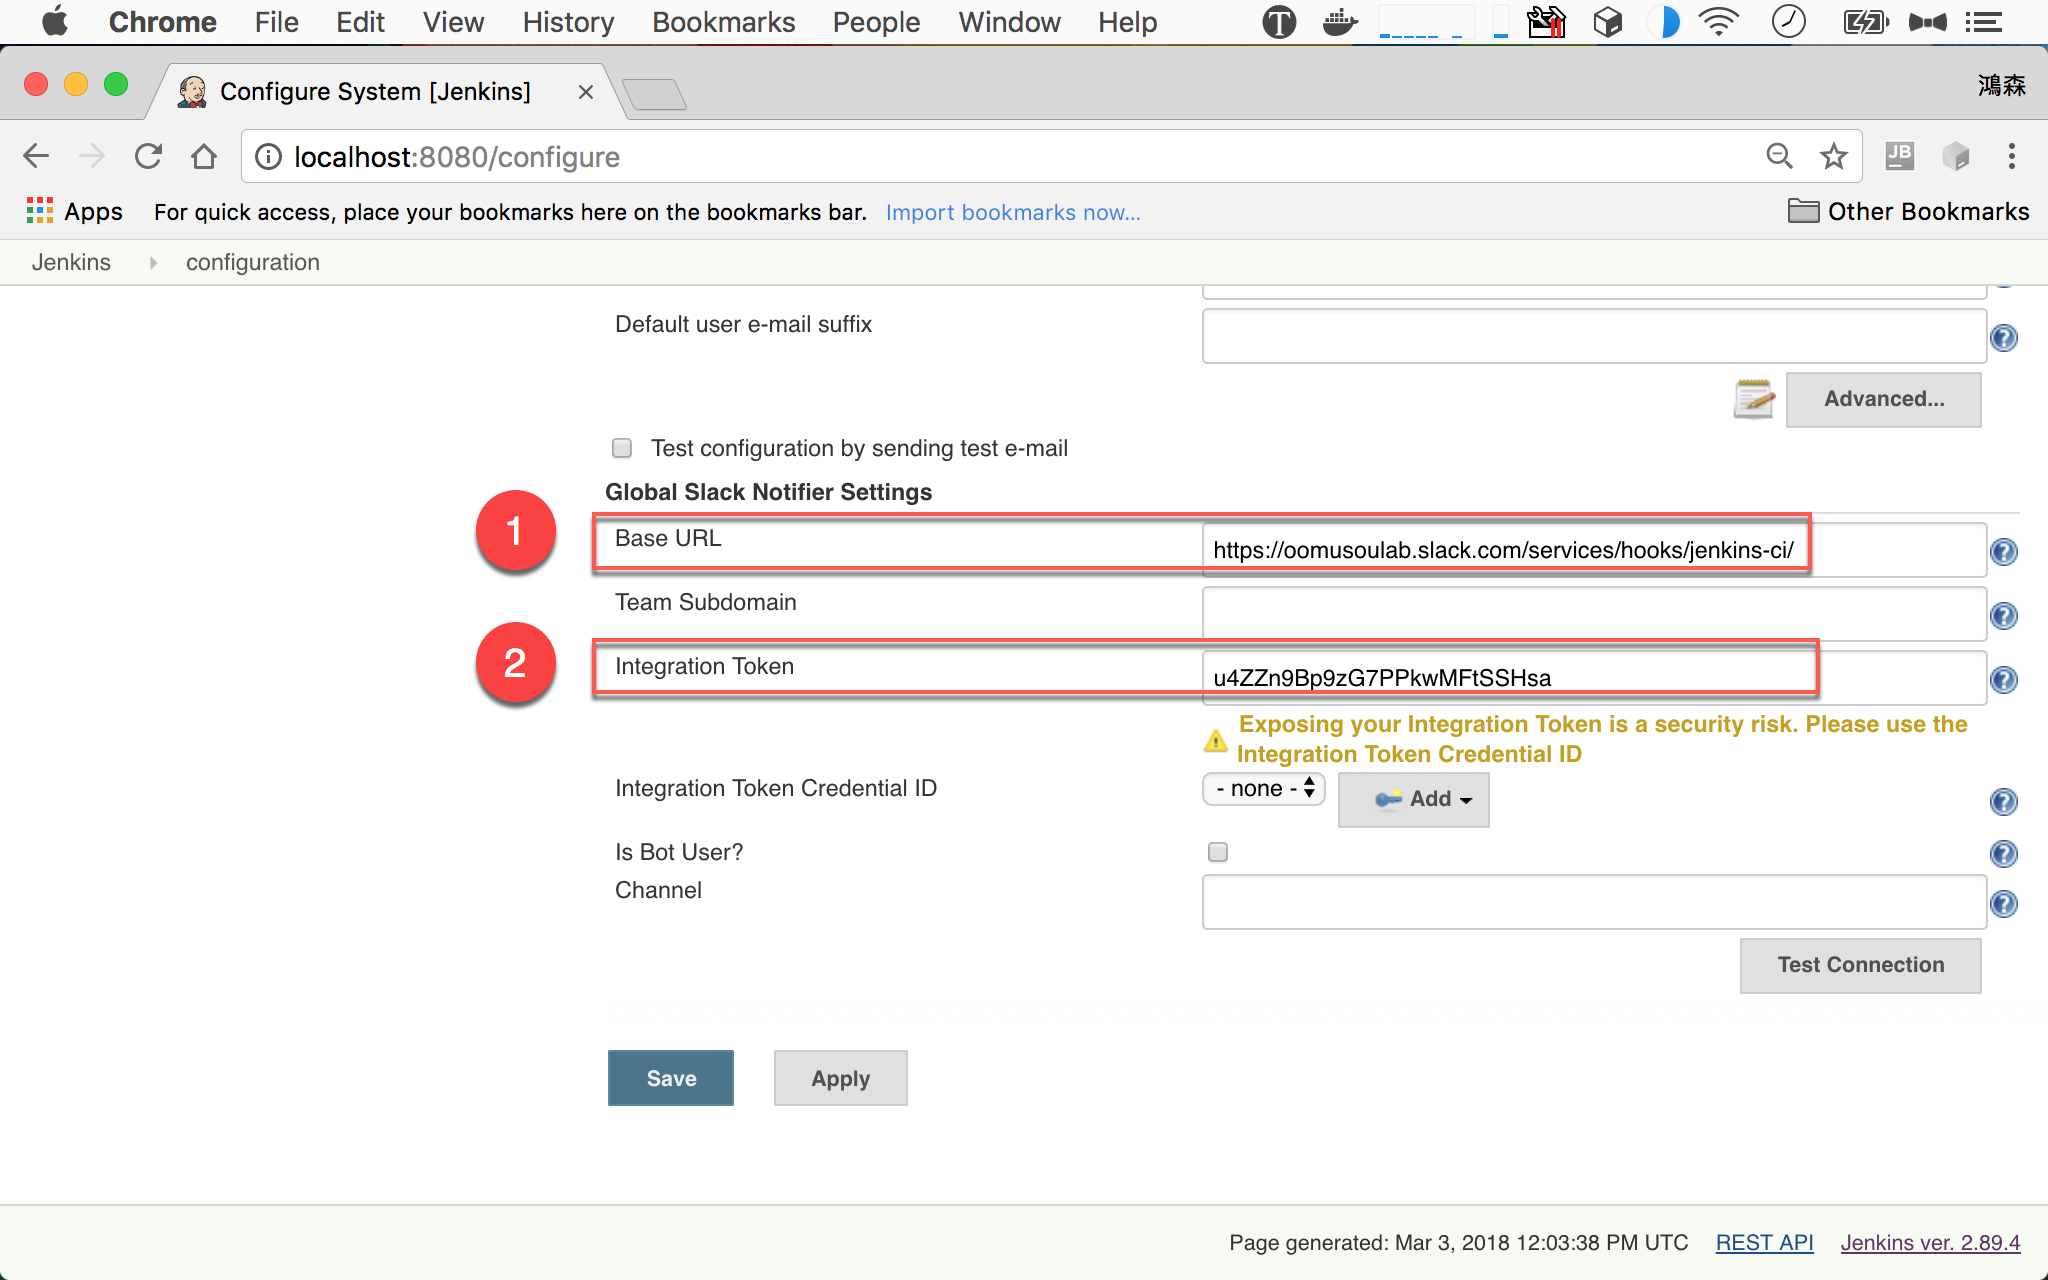 Chrome File Edit View History Bookmarks People Window Help
Configure System [Jenkins]
鴻森
localhost:8080/configure
JB
Apps For quick access, place your bookmarks here on the bookmarks bar. Import bookmarks now... Other Bookmarks
Jenkins configuration
Default user e-mail suffix
Advanced...
Test configuration by sending test e-mail
Global Slack Notifier Settings
1
Base URL https://oomusoulab.slack.com/services/hooks/jenkins-ci/
Team Subdomain
2
Integration Token u4ZZn9Bp9zG7PPkwMFtSSHsa
Exposing your Integration Token is a security risk. Please use the
Integration Token Credential ID
Integration Token Credential ID - none - Add
Is Bot User?
Channel
Test Connection
Save Apply
Page generated: Mar 3, 2018 12:03:38 PM UTC REST API Jenkins ver. 2.89.4